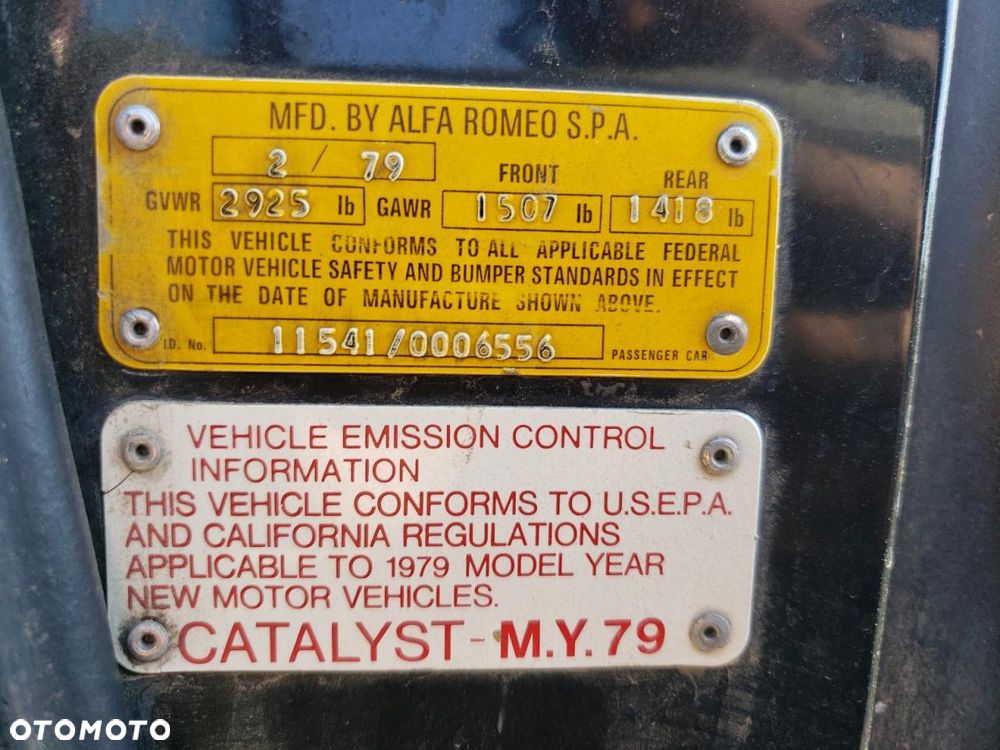 MFD. BY ALFA ROMEO S.P.A.
2 / 79
FRONT
REAR
GVWR 2925 lb GAWR 1507 lb 1418 lb
THIS VEHICLE CONFORMS TO ALL APPLICABLE FEDERAL
MOTOR VEHICLE SAFETY AND BUMPER STANDARDS IN EFFECT
ON THE DATE OF MANUFACTURE SHOWN ABOVE.
I.D. No. 11541/0006556 PASSENGER CAR
VEHICLE EMISSION CONTROL
INFORMATION
THIS VEHICLE CONFORMS TO U.S.E.P.A.
AND CALIFORNIA REGULATIONS
APPLICABLE TO 1979 MODEL YEAR
NEW MOTOR VEHICLES.
CATALYST - M.Y. 79
OTOMOTO